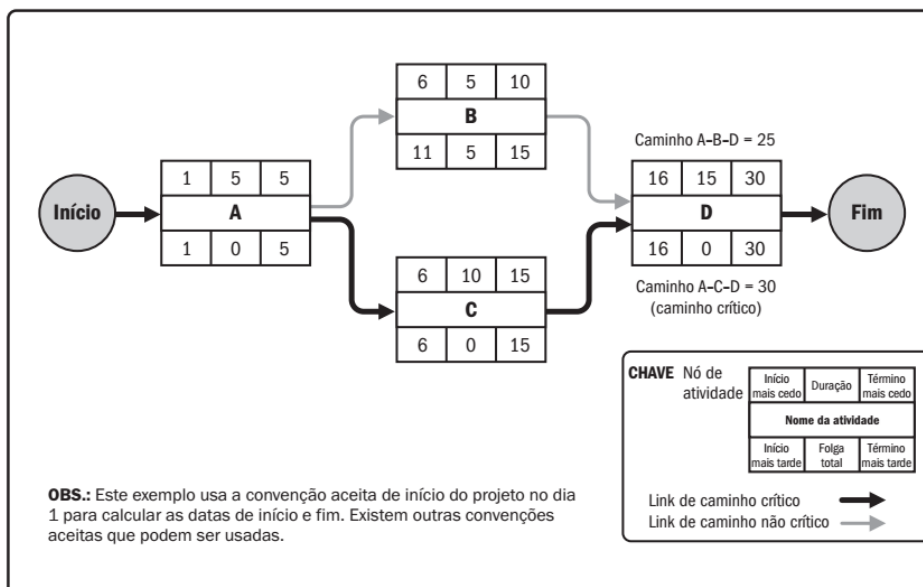 6 5 10
B
11 5 15
Caminho A–B–D = 25
1 5 5
A
1 0 5
Início
16 15 30
D
16 0 30
Fim
6 10 15
C
6 0 15
Caminho A–C–D = 30
(caminho crítico)
CHAVE Nó de
atividade
Início
mais cedo
Duração
Término
mais cedo
Nome da atividade
Início
mais tarde
Folga
total
Término
mais tarde
Link de caminho crítico
Link de caminho não crítico
OBS.: Este exemplo usa a convenção aceita de início do projeto no dia
1 para calcular as datas de início e fim. Existem outras convenções
aceitas que podem ser usadas.